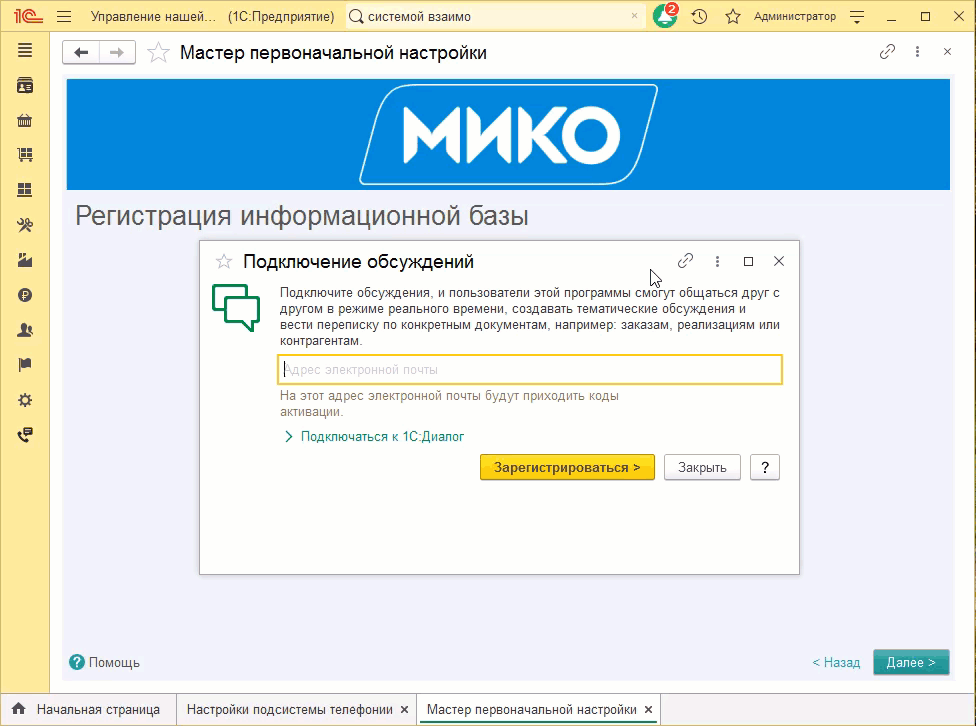 1С Управление нашей... (1С:Предприятие) системой взаимо × 2 Администратор
Мастер первоначальной настройки
МИКО
Регистрация информационной базы
Подключение обсуждений
Подключите обсуждения, и пользователи этой программы смогут общаться друг с
другом в режиме реального времени, создавать тематические обсуждения и
вести переписку по конкретным документам, например: заказам, реализациям или
контрагентам.
Адрес электронной почты
На этот адрес электронной почты будут приходить коды
активации.
Подключаться к 1С:Диалог
Зарегистрироваться > Закрыть ?
? Помощь < Назад Далее >
Начальная страница Настройки подсистемы телефонии × Мастер первоначальной настройки ×